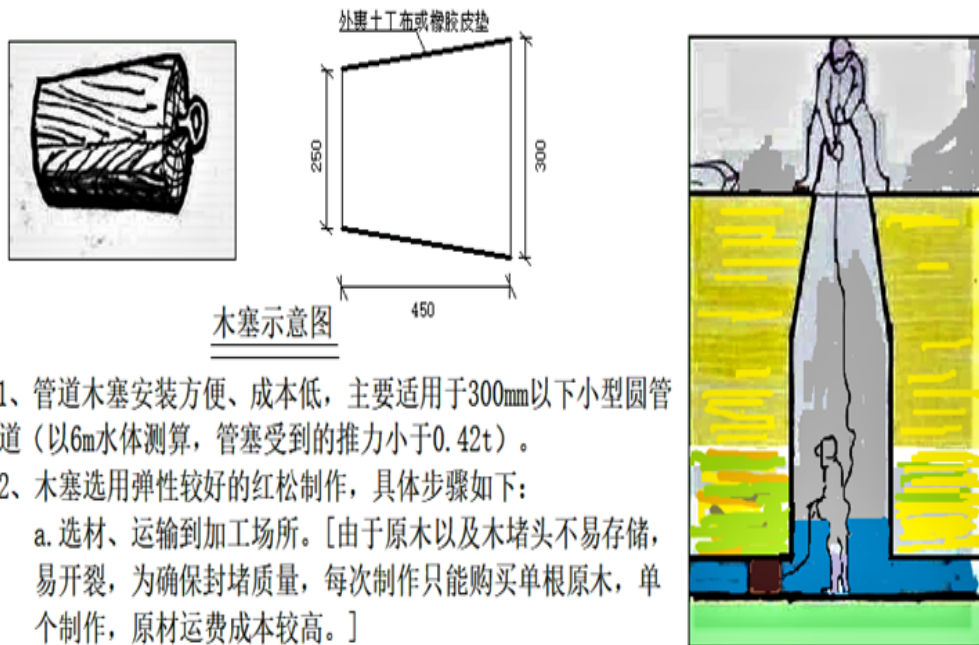 外裹土工布或橡胶皮垫
250
300
450
木塞示意图
1、管道木塞安装方便、成本低，主要适用于300mm以下小型圆管
道（以6m水体测算，管塞受到的推力小于0.42t）。
2、木塞选用弹性较好的红松制作，具体步骤如下：
a.选材、运输到加工场所。[由于原木以及木堵头不易存储，
易开裂，为确保封堵质量，每次制作只能购买单根原木，单
个制作，原材运费成本较高。]